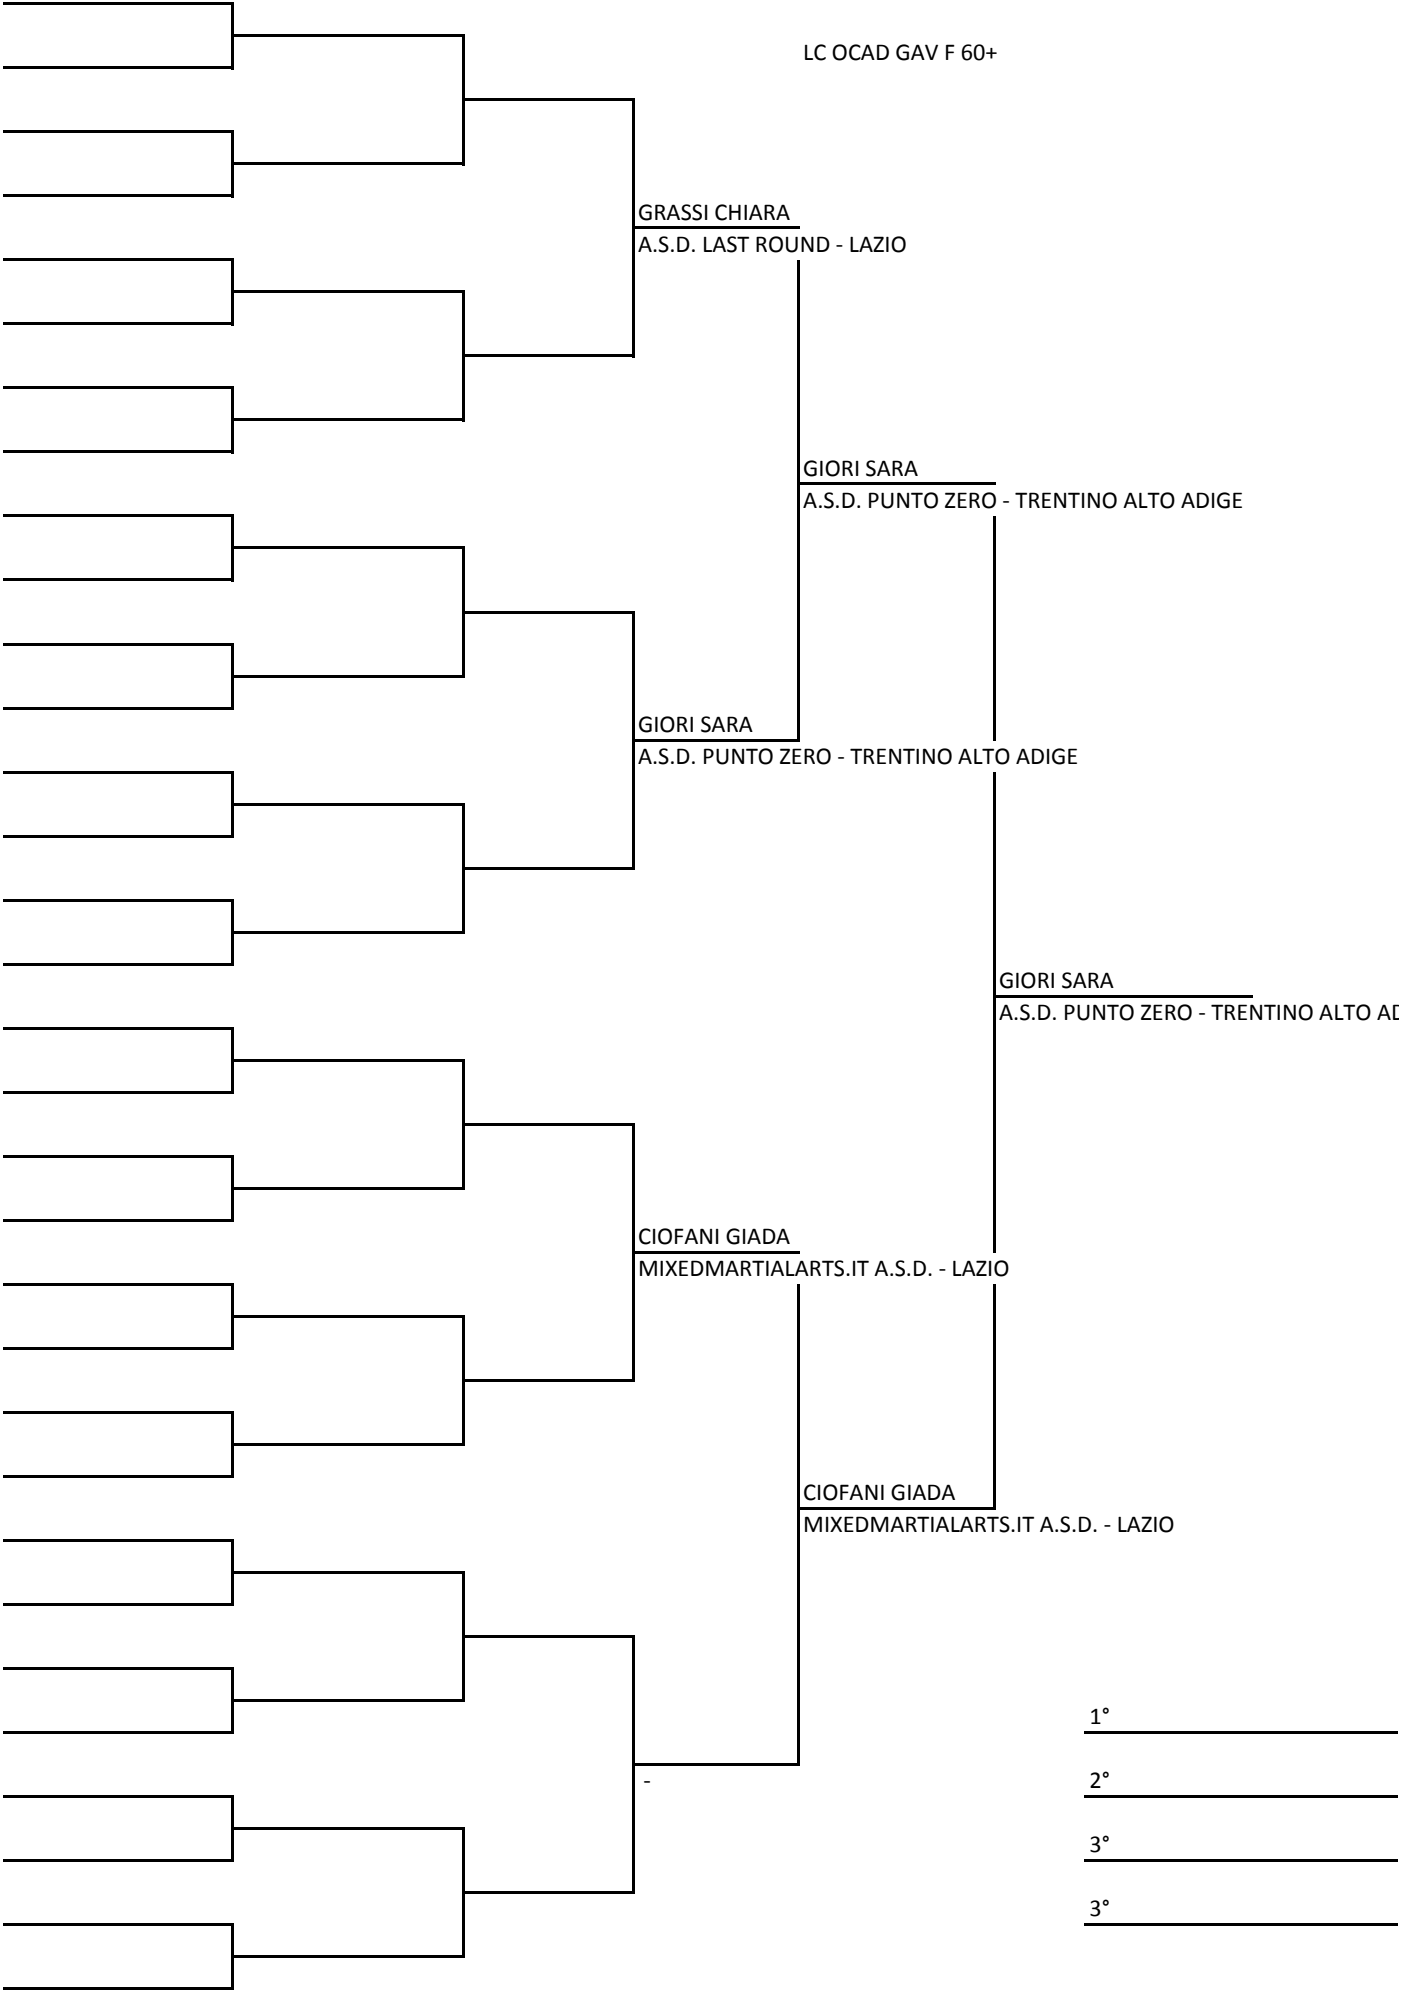 LC OCAD GAV F 60+
GRASSI CHIARA
A.S.D. LAST ROUND - LAZIO
GIORI SARA
A.S.D. PUNTO ZERO - TRENTINO ALTO ADIGE
GIORI SARA
A.S.D. PUNTO ZERO - TRENTINO ALTO ADIGE
GIORI SARA
A.S.D. PUNTO ZERO - TRENTINO ALTO AD
CIOFANI GIADA
MIXEDMARTIALARTS.IT A.S.D. - LAZIO
CIOFANI GIADA
MIXEDMARTIALARTS.IT A.S.D. - LAZIO
1°
-
2°
3°
3°